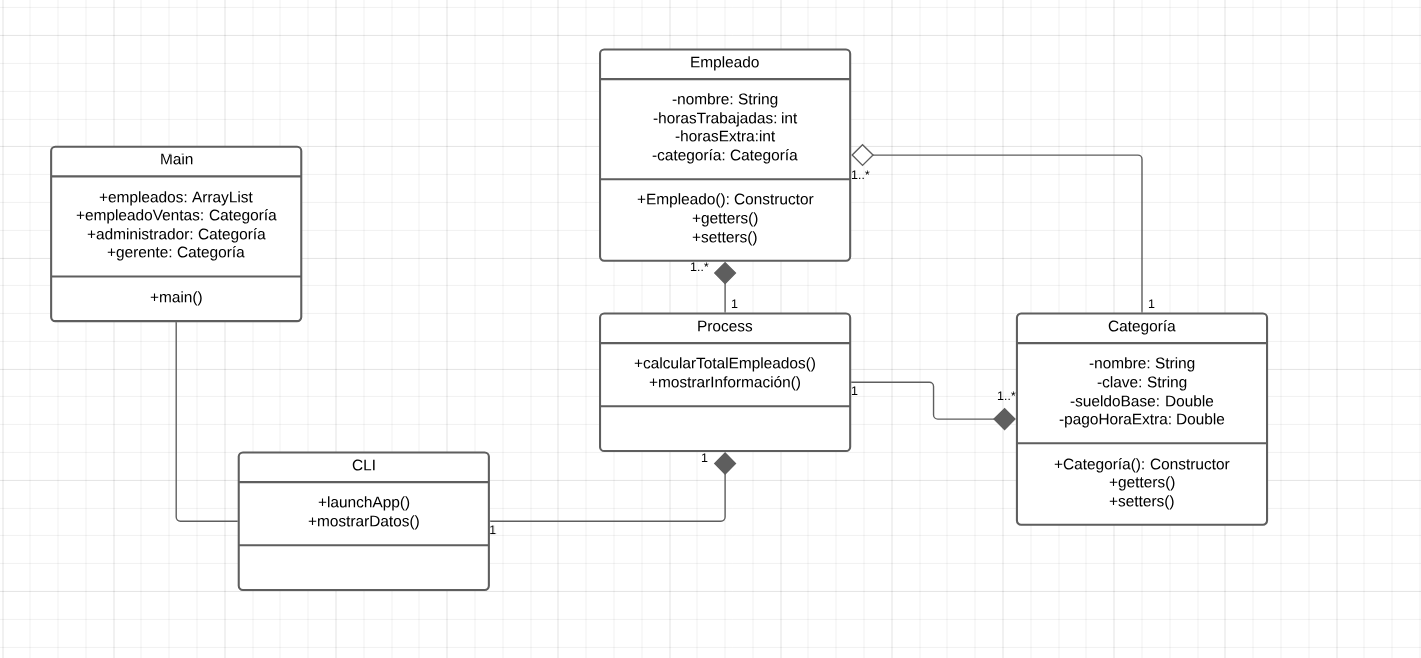 Empleado
-nombre: String
-horasTrabajadas: int
-horasExtra:int
-categoría: Categoría
+Empleado(): Constructor
+getters()
+setters()
1..*
1..*
1
1
Main
+empleados: ArrayList
+empleadoVentas: Categoría
+administrador: Categoría
+gerente: Categoría
+main()
Process
+calcularTotalEmpleados()
+mostrarInformación()
1
1..*
1
Categoría
-nombre: String
-clave: String
-sueldoBase: Double
-pagoHoraExtra: Double
+Categoría(): Constructor
+getters()
+setters()
CLI
+launchApp()
+mostrarDatos()
1